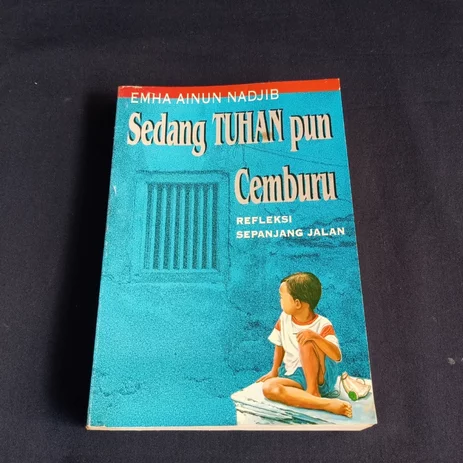 EMHA AINUN NADJIB
Sedang TUHAN pun
Cemburu
REFLEKSI
SEPANJANG JALAN